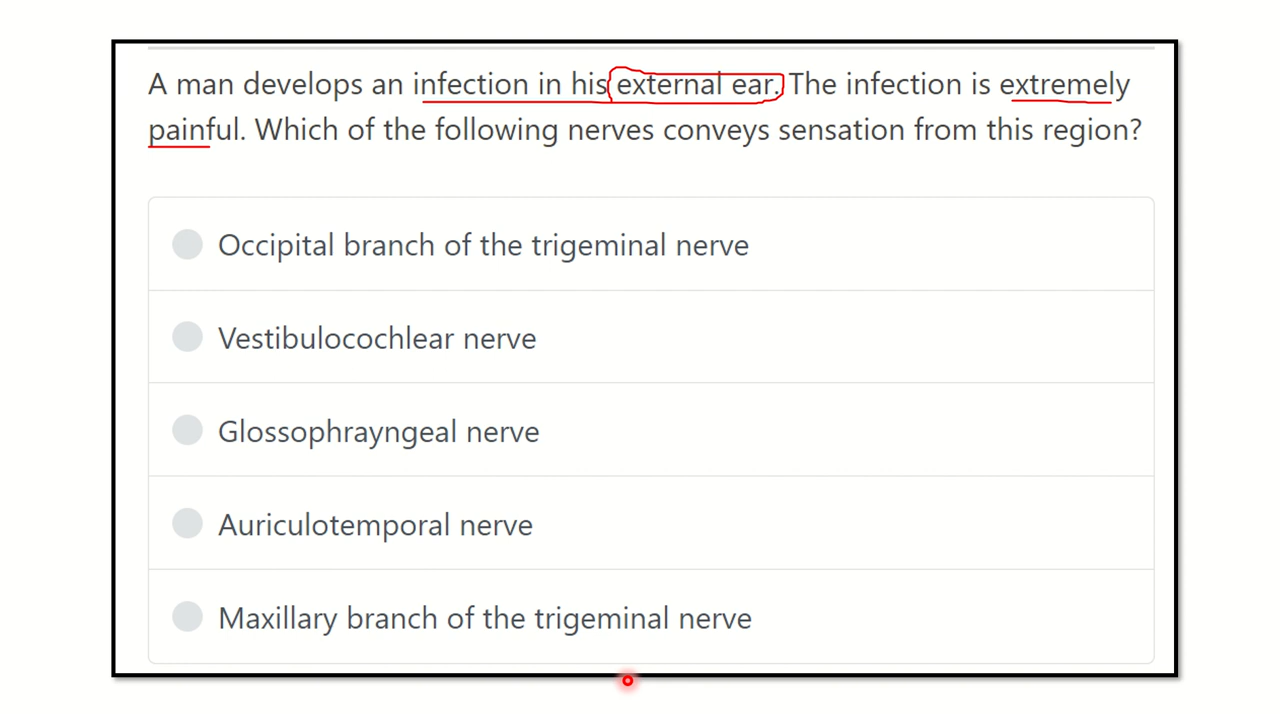 A man develops an infection in his external ear. The infection is extremely
painful. Which of the following nerves conveys sensation from this region?
Occipital branch of the trigeminal nerve
Vestibulocochlear nerve
Glossophrayngeal nerve
Auriculotemporal nerve
Maxillary branch of the trigeminal nerve